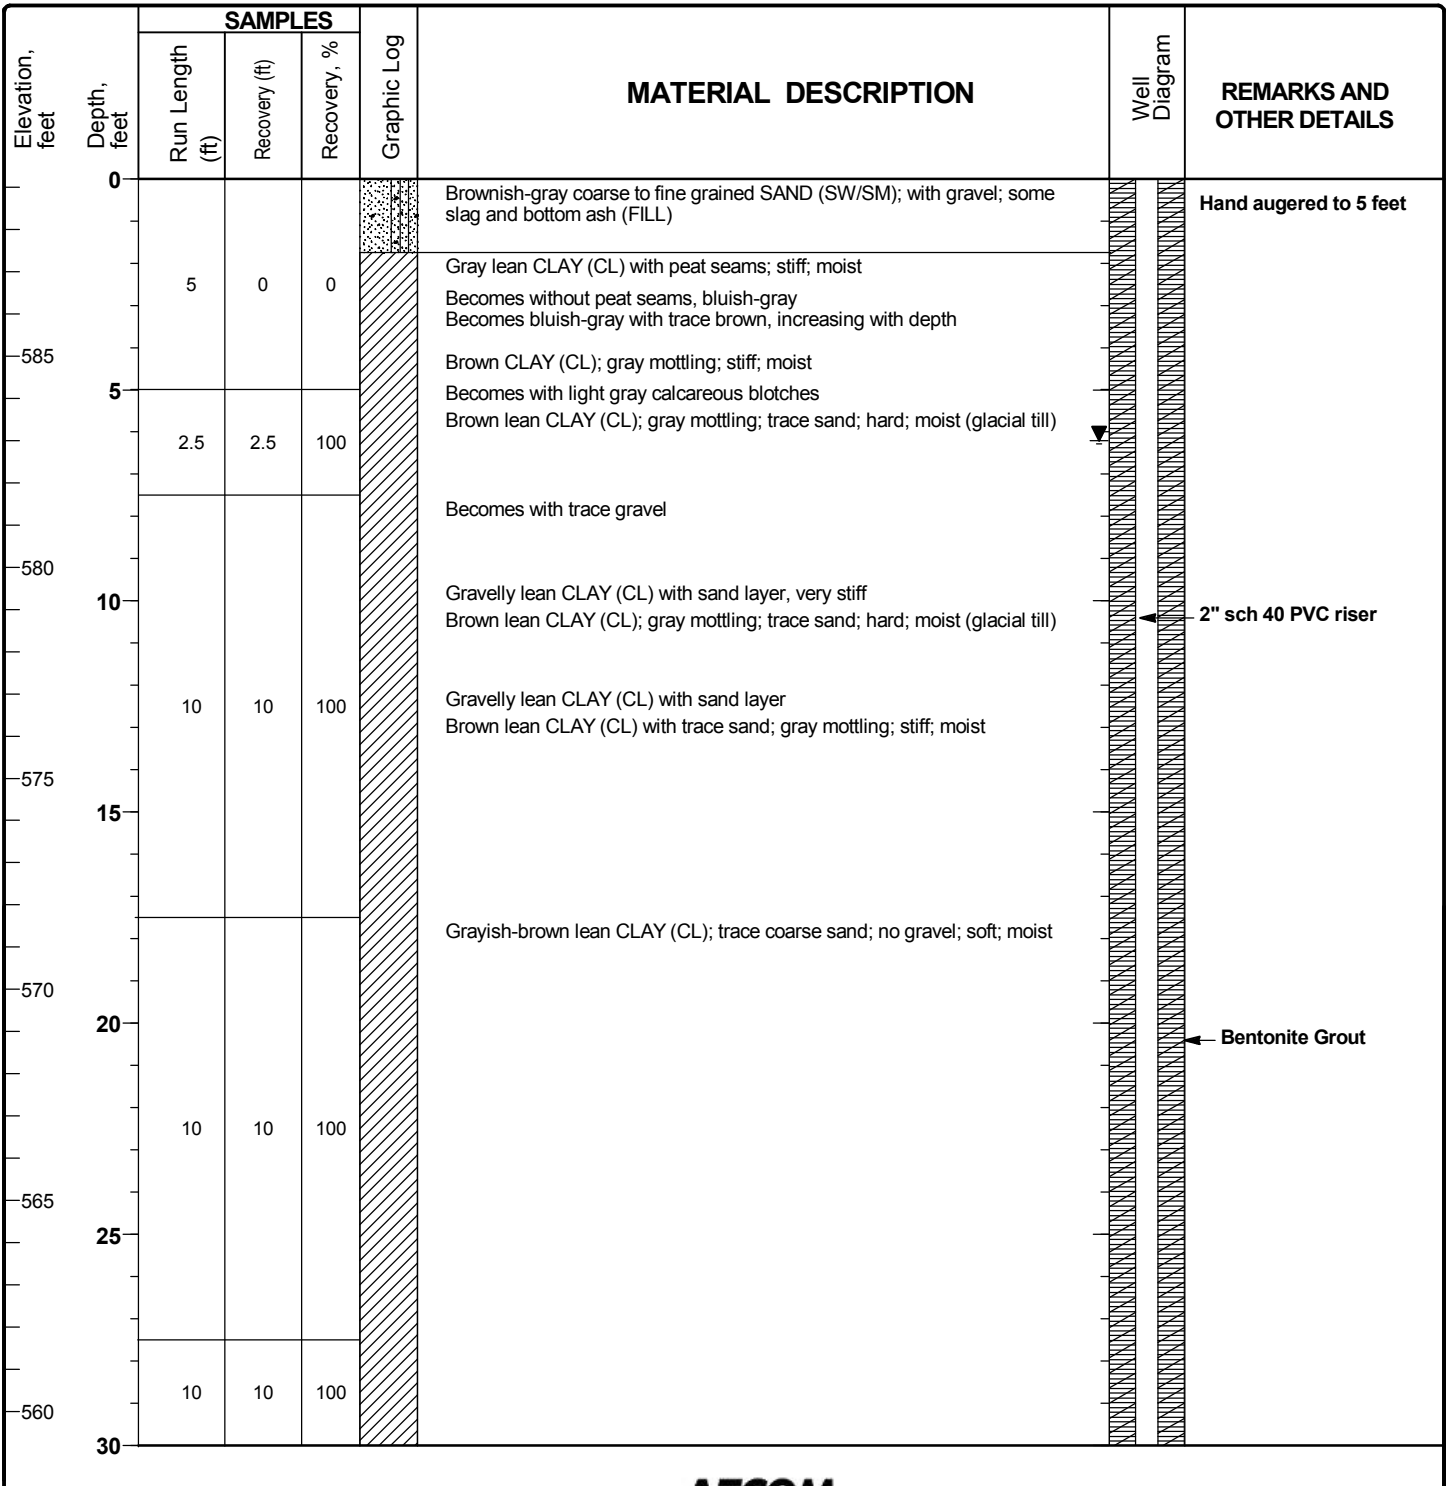 SAMPLES
Elevation,
feet
Depth,
feet
Run Length
(ft)
Recovery (ft)
Recovery, %
Graphic Log
MATERIAL DESCRIPTION
Well
Diagram
REMARKS AND
OTHER DETAILS
0
Brownish-gray coarse to fine grained SAND (SW/SM); with gravel; some
slag and bottom ash (FILL)
Hand augered to 5 feet
Gray lean CLAY (CL) with peat seams; stiff; moist
5 0 0
Becomes without peat seams, bluish-gray
Becomes bluish-gray with trace brown, increasing with depth
585
Brown CLAY (CL); gray mottling; stiff; moist
5
Becomes with light gray calcareous blotches
Brown lean CLAY (CL); gray mottling; trace sand; hard; moist (glacial till)
2.5 2.5 100
Becomes with trace gravel
580
Gravelly lean CLAY (CL) with sand layer, very stiff
10
Brown lean CLAY (CL); gray mottling; trace sand; hard; moist (glacial till)
2" sch 40 PVC riser
Gravelly lean CLAY (CL) with sand layer
10 10 100
Brown lean CLAY (CL) with trace sand; gray mottling; stiff; moist
575
15
Grayish-brown lean CLAY (CL); trace coarse sand; no gravel; soft; moist
570
20
Bentonite Grout
10 10 100
565
25
10 10 100
560
30
AECOM